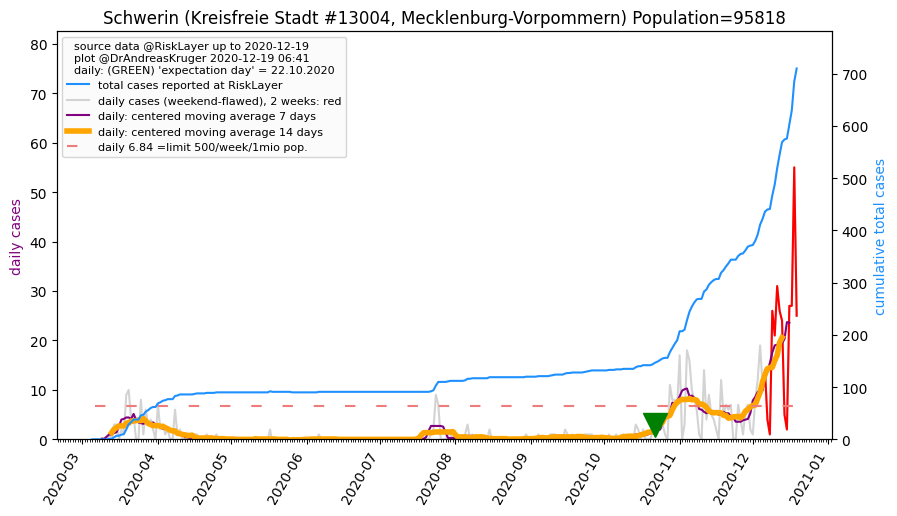 Schwerin (Kreisfreie Stadt #13004, Mecklenburg-Vorpommern) Population=95818
source data @RiskLayer up to 2020-12-19
plot @DrAndreasKruger 2020-12-19 06:41
daily: (GREEN) 'expectation day' = 22.10.2020
total cases reported at RiskLayer
daily cases (weekend-flawed), 2 weeks: red
daily: centered moving average 7 days
daily: centered moving average 14 days
daily 6.84 =limit 500/week/1mio pop.
daily cases
80
70
60
50
40
30
20
10
0
cumulative total cases
700
600
500
400
300
200
100
0
2020-03
2020-04
2020-05
2020-06
2020-07
2020-08
2020-09
2020-10
2020-11
2020-12
2021-01